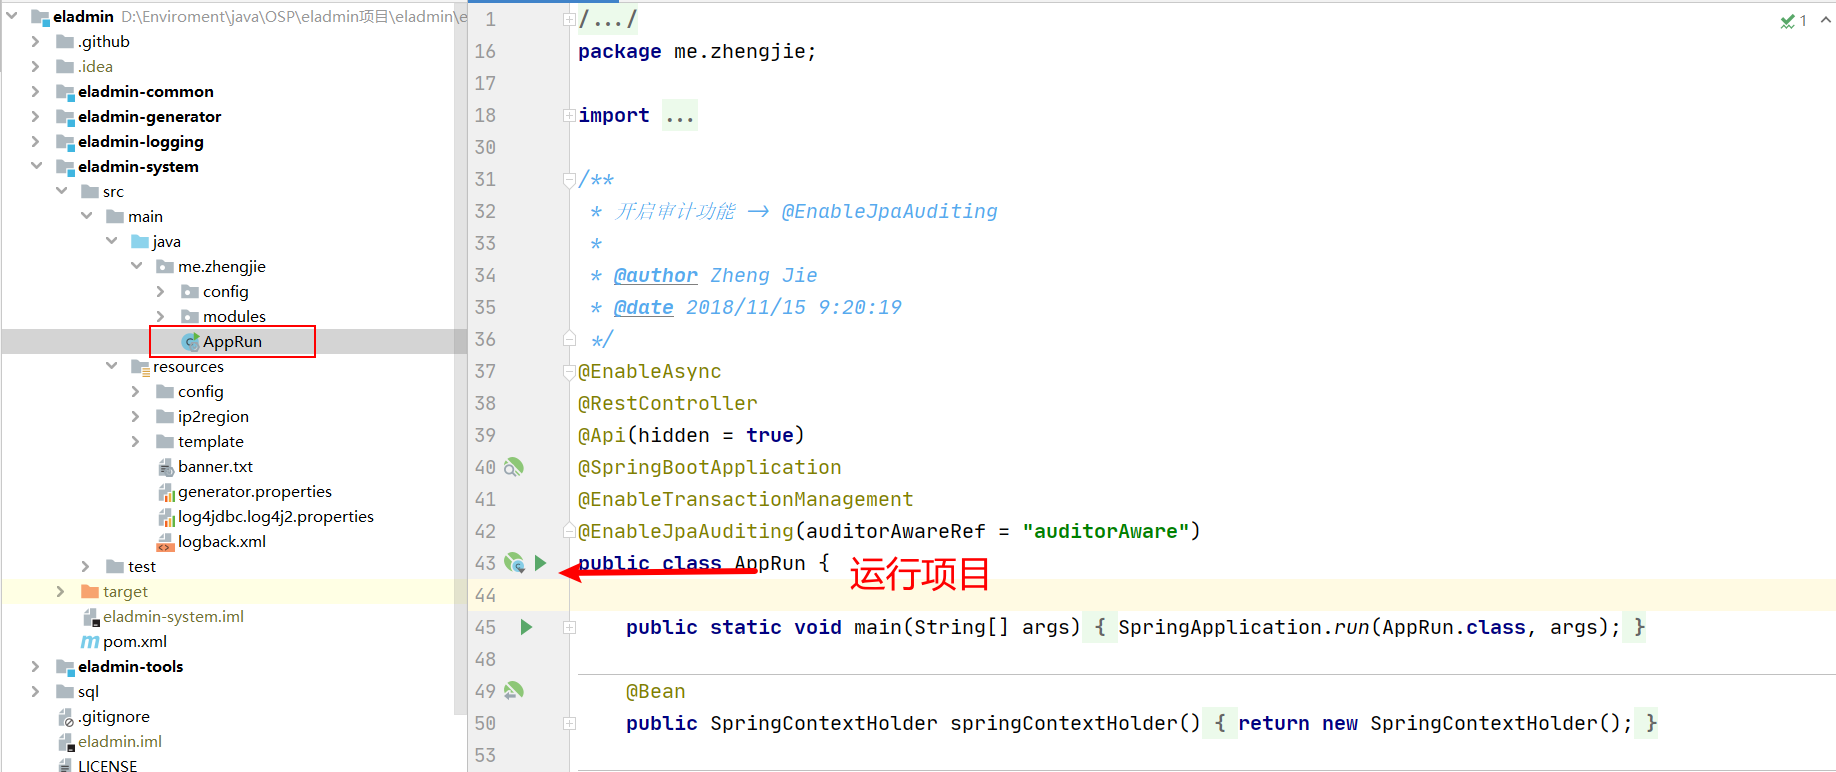 eladmin D:\Enviroment\java\OSP\eladmin项目\eladmin\e
.github
.idea
eladmin-common
eladmin-generator
eladmin-logging
eladmin-system
src
main
java
me.zhengjie
config
modules
AppRun
resources
config
ip2region
template
banner.txt
generator.properties
log4jdbc.log4j2.properties
logback.xml
test
target
eladmin-system.iml
pom.xml
eladmin-tools
sql
.gitignore
eladmin.iml
LICENSE
1 /.../
16 package me.zhengjie;
17
18 import ...
30
31 /**
32 * 开启审计功能 -> @EnableJpaAuditing
33 *
34 * @author Zheng Jie
35 * @date 2018/11/15 9:20:19
36 */
37 @EnableAsync
38 @RestController
39 @Api(hidden = true)
40 @SpringBootApplication
41 @EnableTransactionManagement
42 @EnableJpaAuditing(auditorAwareRef = "auditorAware")
43 public class AppRun {
运行项目
44
45 public static void main(String[] args) { SpringApplication.run(AppRun.class, args); }
48
49 @Bean
50 public SpringContextHolder springContextHolder() { return new SpringContextHolder(); }
53
1